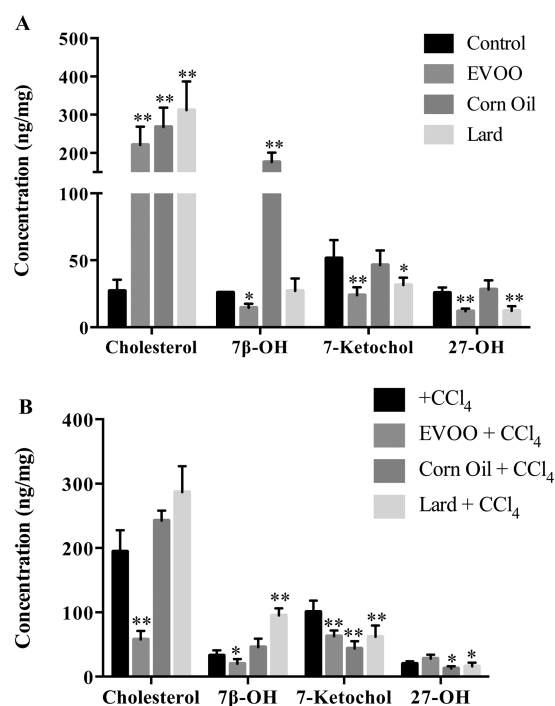 A
500
400
300
200
100
50
0
Concentration (ng/mg)
Control
EVOO
Corn Oil
Lard
** ** **
* **
** *
** **
Cholesterol 7β-OH 7-Ketochol 27-OH
B
400
300
200
100
0
Concentration (ng/mg)
+CCl₄
EVOO + CCl₄
Corn Oil + CCl₄
Lard + CCl₄
**
* **
** ** **
* *
Cholesterol 7β-OH 7-Ketochol 27-OH